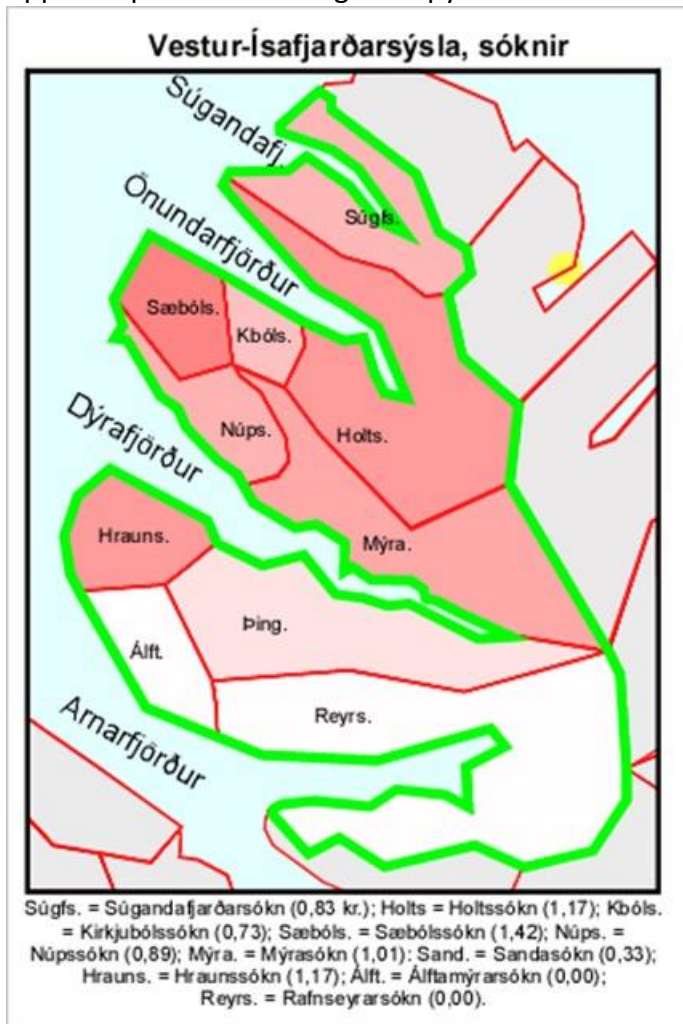 Vestur-Ísafjarðarsýsla, sóknir
Súgandafj.
Önundarfjörður
Súgfs.
Sæbóls.
Kbóls.
Dýrafjörður
Núps.
Holts.
Hrauns.
Mýra.
Þing.
Álft.
Arnarfjörður
Reyrs.
Súgfs. = Súgandafjarðarsókn (0,83 kr.); Holts = Holtssókn (1,17); Kbóls.
= Kirkjubólssókn (0,73); Sæbóls. = Sæbólssókn (1,42); Núps. =
Núpssókn (0,89); Mýra. = Mýrasókn (1,01): Sand. = Sandasókn (0,33);
Hrauns. = Hraunssókn (1,17); Álft. = Álftamýrarsókn (0,00);
Reyrs. = Rafnseyrarsókn (0,00).